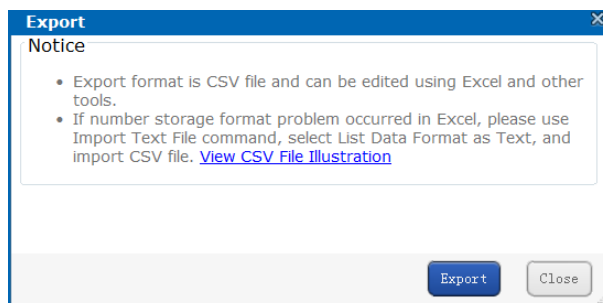 Export
Notice
• Export format is CSV file and can be edited using Excel and other
tools.
• If number storage format problem occurred in Excel, please use
Import Text File command, select List Data Format as Text, and
import CSV file. View CSV File Illustration
Export
Close